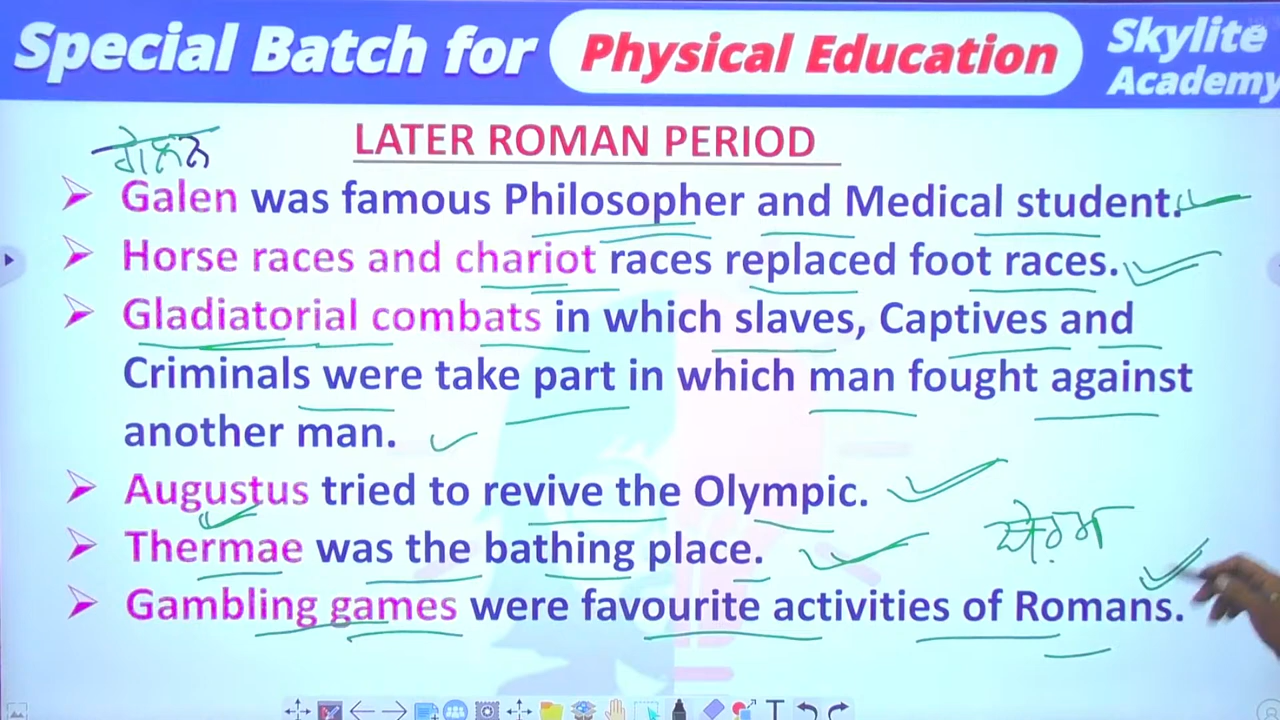 Special Batch for Physical Education Skylite Academy
LATER ROMAN PERIOD
➢ Galen was famous Philosopher and Medical student.
➢ Horse races and chariot races replaced foot races.
➢ Gladiatorial combats in which slaves, Captives and
Criminals were take part in which man fought against
another man.
➢ Augustus tried to revive the Olympic.
➢ Thermae was the bathing place.
➢ Gambling games were favourite activities of Romans.